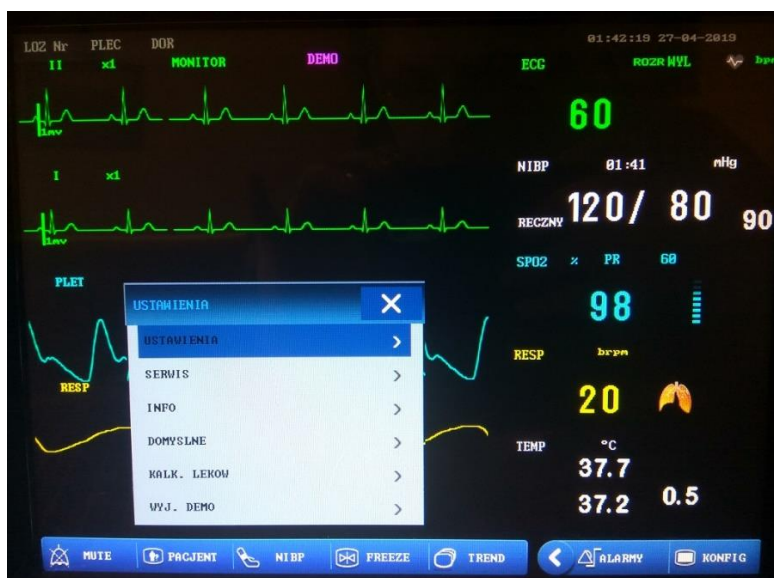 LOZ Nr PLEC DOR 01:42:19 27-04-2019
II x1 MONITOR DEMO ECG ROZR WYL bpm
1mv
60
I x1
NIBP 01:41 mHg
RECZNY 120/ 80 90
1mv
PLET
SPO2 % PR 60
98
USTAWIENIA
USTAWIENIA
SERWIS
INFO
DOMYSLNE
KALK. LEKOW
WYJ. DEMO
RESP
RESP brpm
20
TEMP °C
37.7
37.2 0.5
MUTE PACJENT NIBP FREEZE TREND ALARMY KONFIG